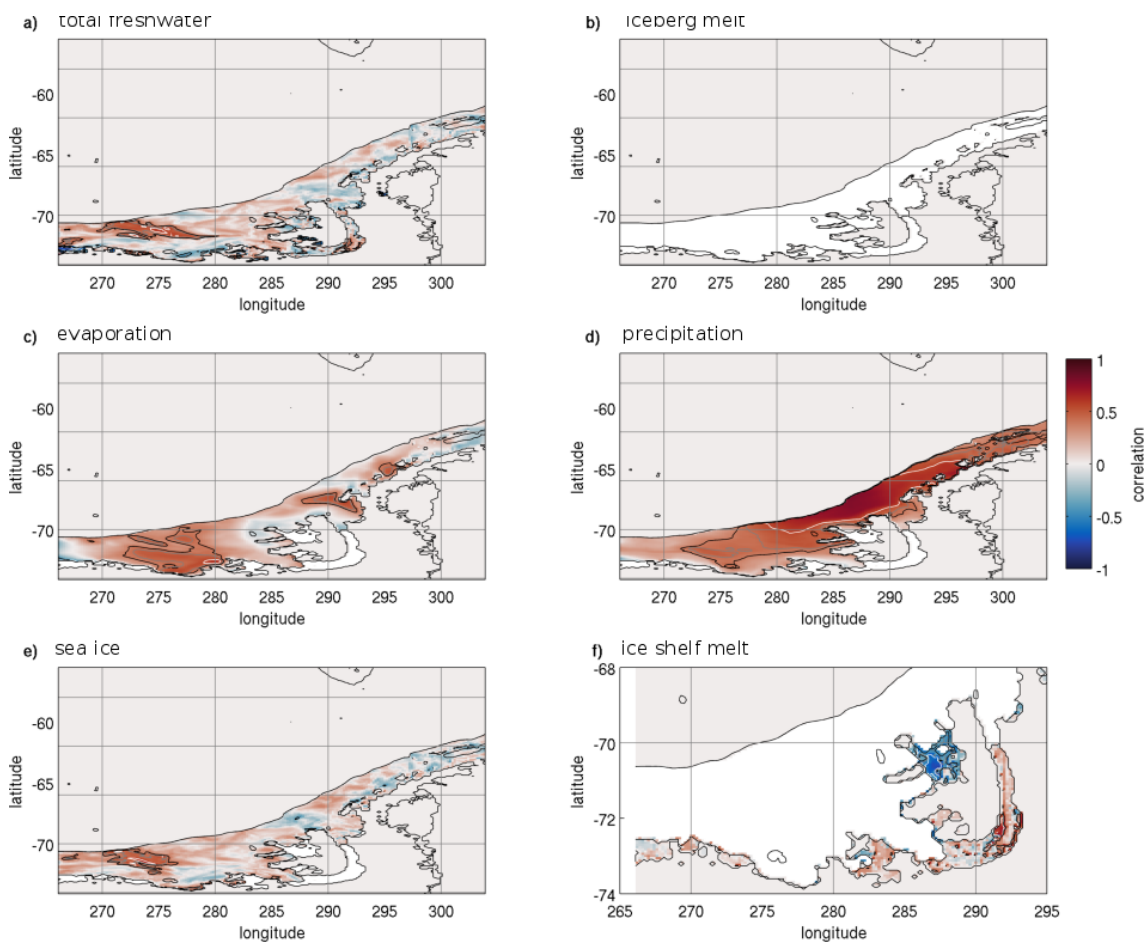 a) total freshwater
b) iceberg melt
-60
-65
-70
latitude
270 275 280 285 290 295 300
longitude
-60
-65
-70
latitude
270 275 280 285 290 295 300
longitude
c) evaporation
d) precipitation
-60
-65
-70
latitude
270 275 280 285 290 295 300
longitude
-60
-65
-70
latitude
270 275 280 285 290 295 300
longitude
1
0.5
0
-0.5
-1
correlation
e) sea ice
f) ice shelf melt
-60
-65
-70
latitude
270 275 280 285 290 295 300
longitude
-68
-70
-72
-74
latitude
265 270 275 280 285 290 295
longitude